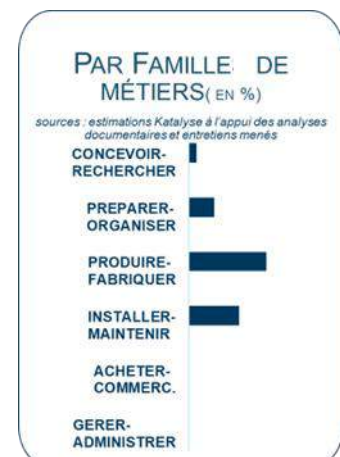 PAR FAMILLE DE
MÉTIERS( EN %)
sources : estimations Katalyse à l'appui des analyses
documentaires et entretiens menés
CONCEVOIR-
RECHERCHER
PREPARER-
ORGANISER
PRODUIRE-
FABRIQUER
INSTALLER-
MAINTENIR
ACHETER-
COMMERC.
GERER-
ADMINISTRER